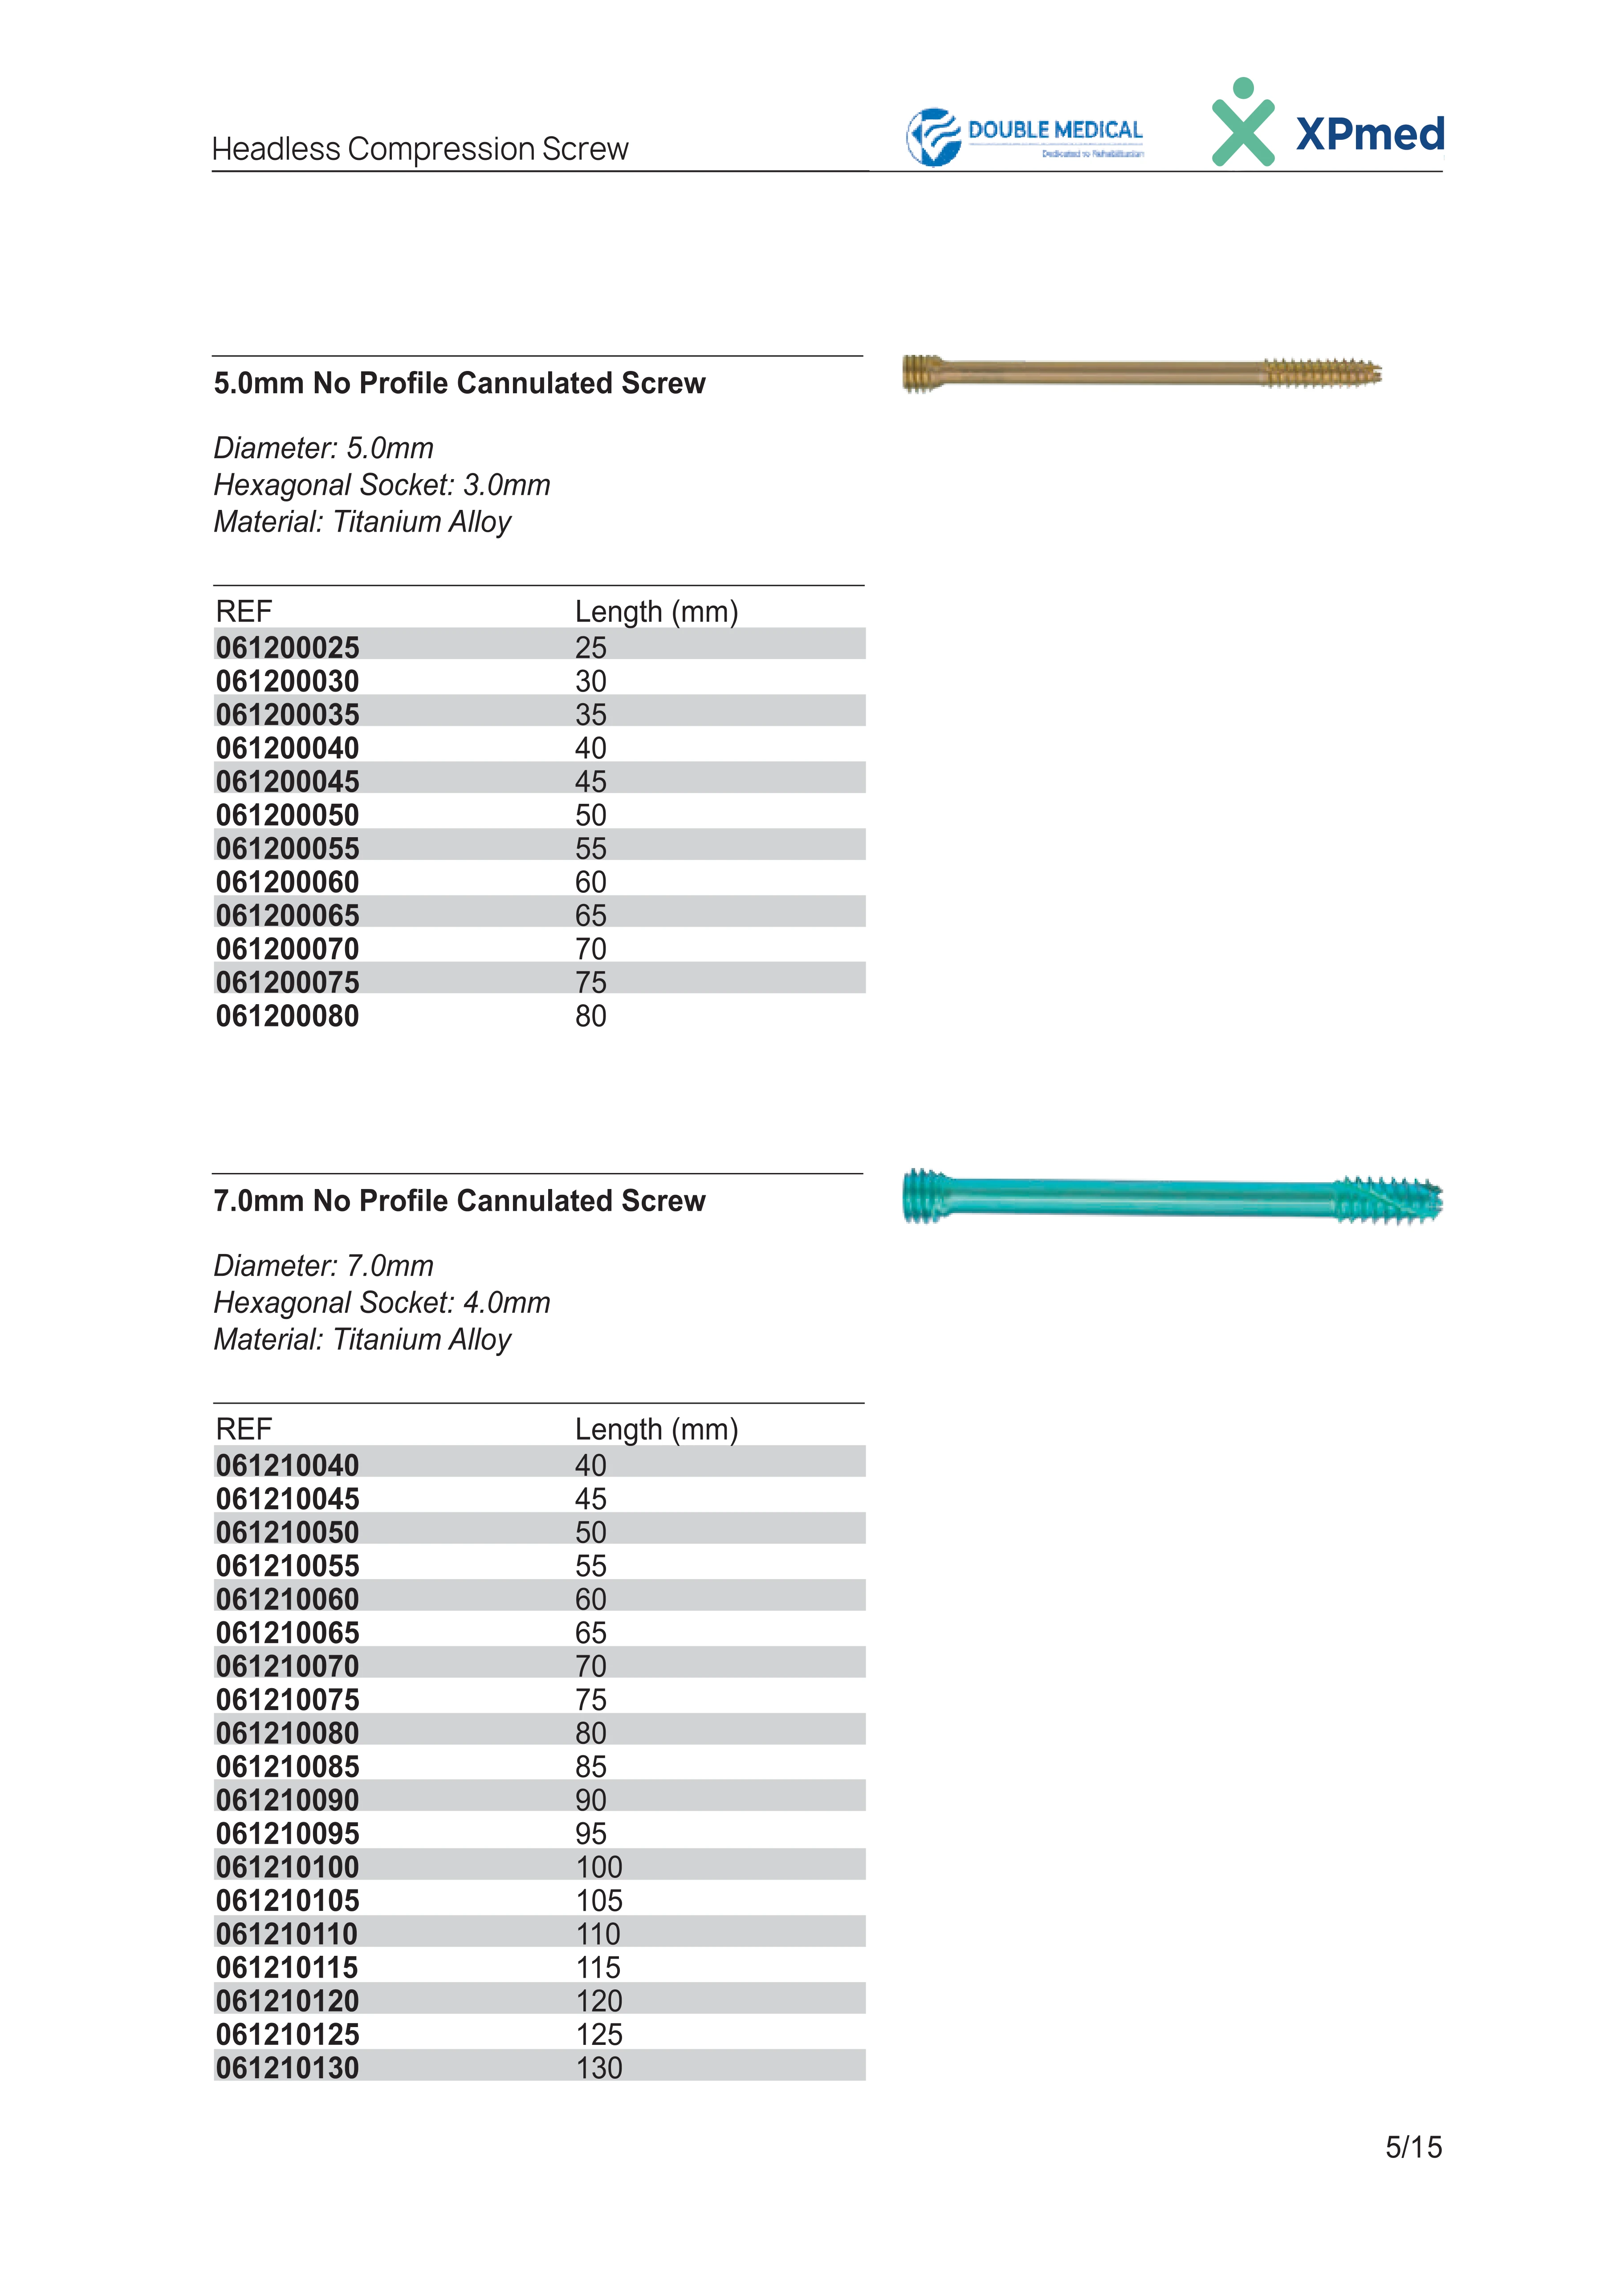 Headless Compression Screw
DOUBLE MEDICAL
Dedicated to Rehabilitation
XPmed
5.0mm No Profile Cannulated Screw
Diameter: 5.0mm
Hexagonal Socket: 3.0mm
Material: Titanium Alloy
REF Length (mm)
061200025 25
061200030 30
061200035 35
061200040 40
061200045 45
061200050 50
061200055 55
061200060 60
061200065 65
061200070 70
061200075 75
061200080 80
7.0mm No Profile Cannulated Screw
Diameter: 7.0mm
Hexagonal Socket: 4.0mm
Material: Titanium Alloy
REF Length (mm)
061210040 40
061210045 45
061210050 50
061210055 55
061210060 60
061210065 65
061210070 70
061210075 75
061210080 80
061210085 85
061210090 90
061210095 95
061210100 100
061210105 105
061210110 110
061210115 115
061210120 120
061210125 125
061210130 130
5/15